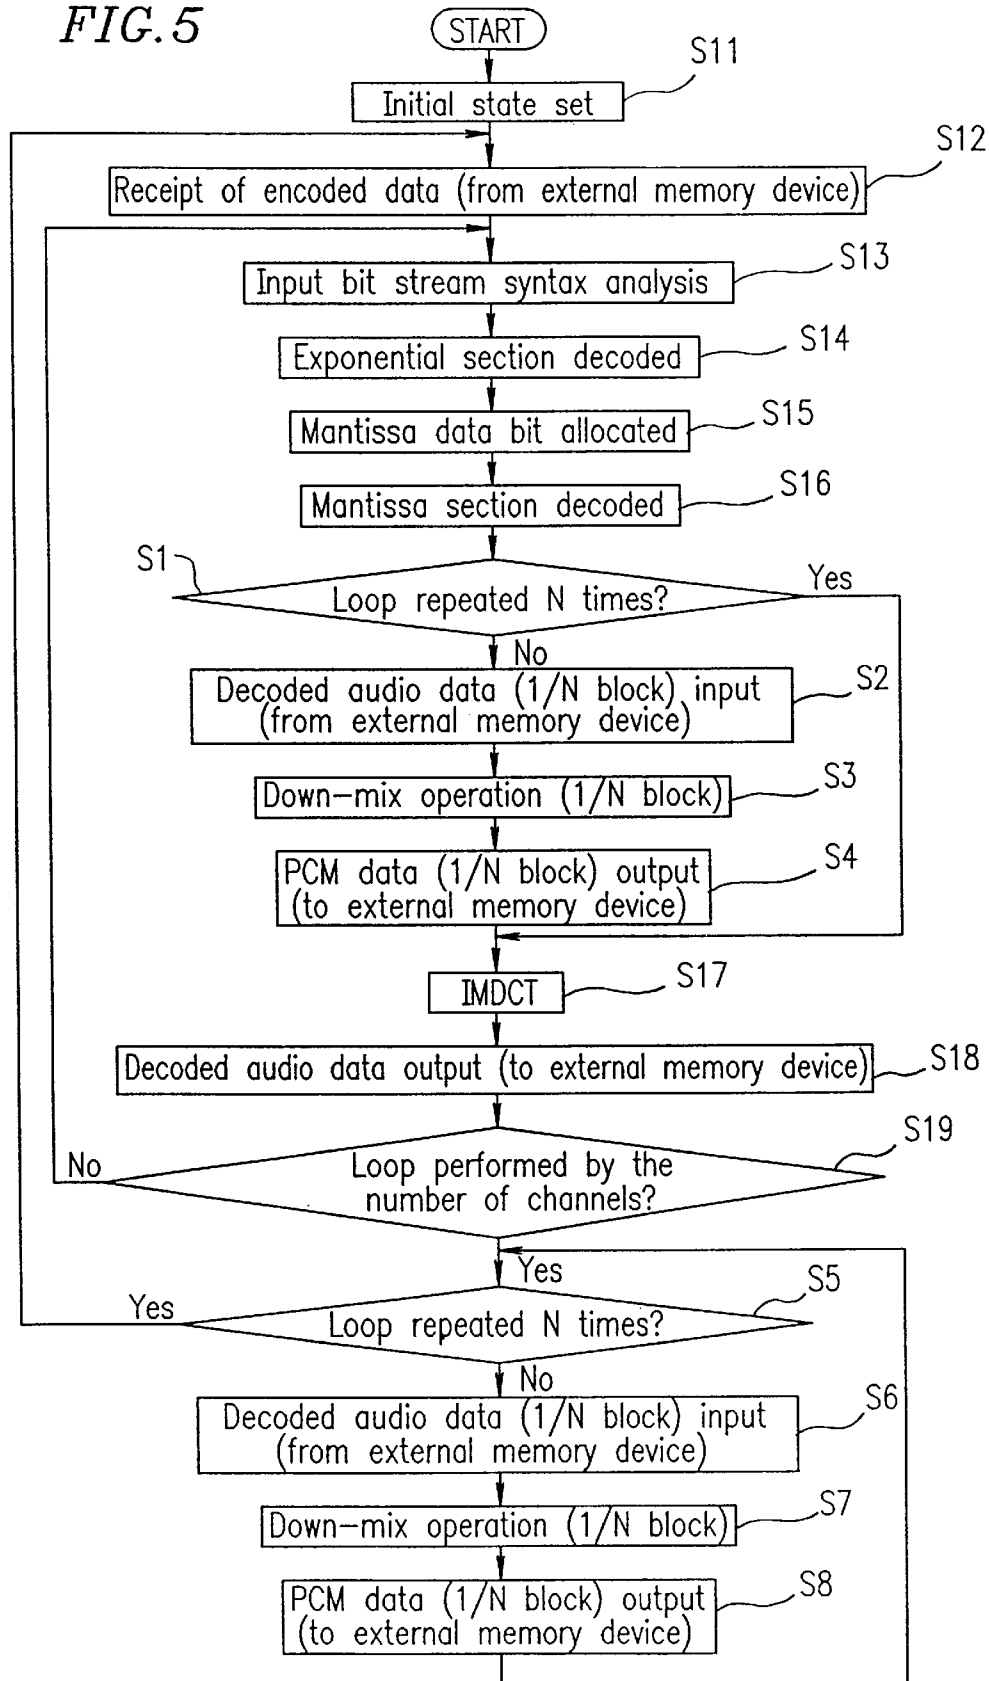 FIG.5
START
S11
Initial state set
S12
Receipt of encoded data (from external memory device)
S13
Input bit stream syntax analysis
S14
Exponential section decoded
S15
Mantissa data bit allocated
S16
Mantissa section decoded
S1
Yes
Loop repeated N times?
No
S2
Decoded audio data (1/N block) input
(from external memory device)
S3
Down-mix operation (1/N block)
S4
PCM data (1/N block) output
(to external memory device)
S17
IMDCT
S18
Decoded audio data output (to external memory device)
S19
No
Loop performed by the
number of channels?
Yes
S5
Yes
Loop repeated N times?
No
S6
Decoded audio data (1/N block) input
(from external memory device)
S7
Down-mix operation (1/N block)
S8
PCM data (1/N block) output
(to external memory device)